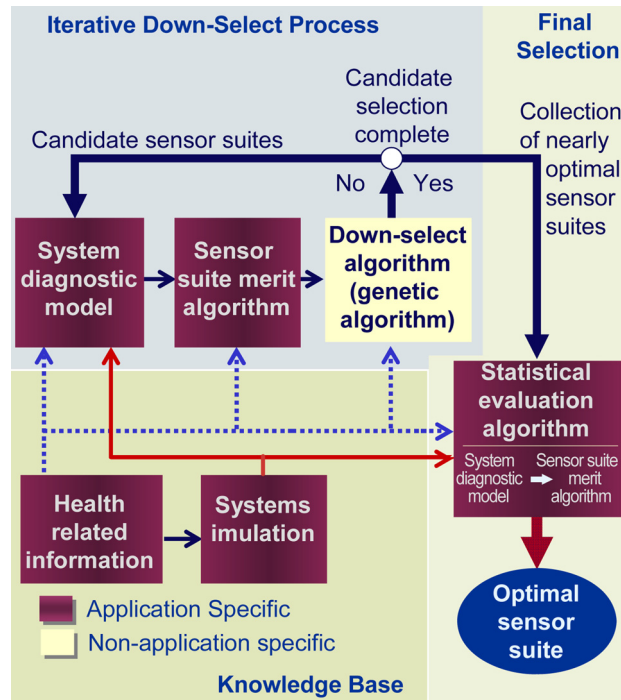 Iterative Down-Select Process
Final
Selection
Candidate
selection
complete
Candidate sensor suites
No Yes
Collection
of nearly
optimal
sensor
suites
System
diagnostic
model
Sensor
suite merit
algorithm
Down-select
algorithm
(genetic
algorithm)
Statistical
evaluation
algorithm
System
diagnostic
model
Sensor suite
merit
algorithm
Health
related
information
Systems
imulation
Optimal
sensor
suite
Application Specific
Non-application specific
Knowledge Base